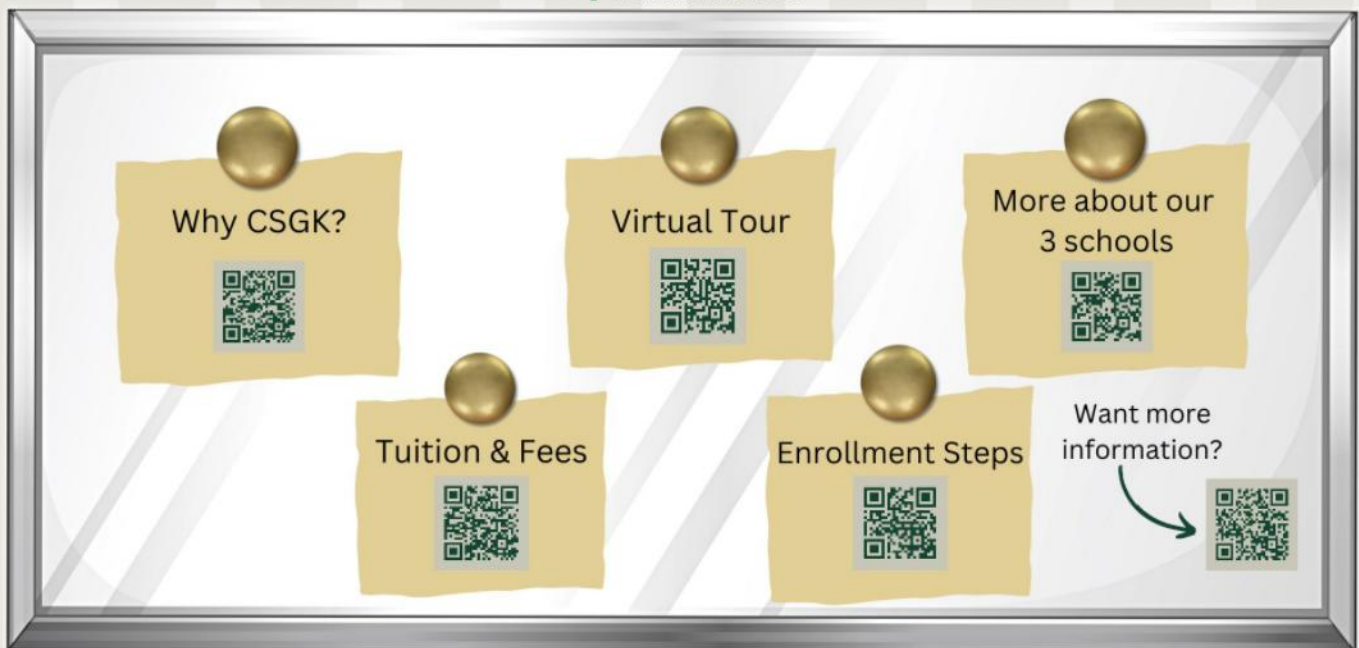 Why CSGK?
Virtual Tour
More about our
3 schools
Tuition & Fees
Enrollment Steps
Want more
information?